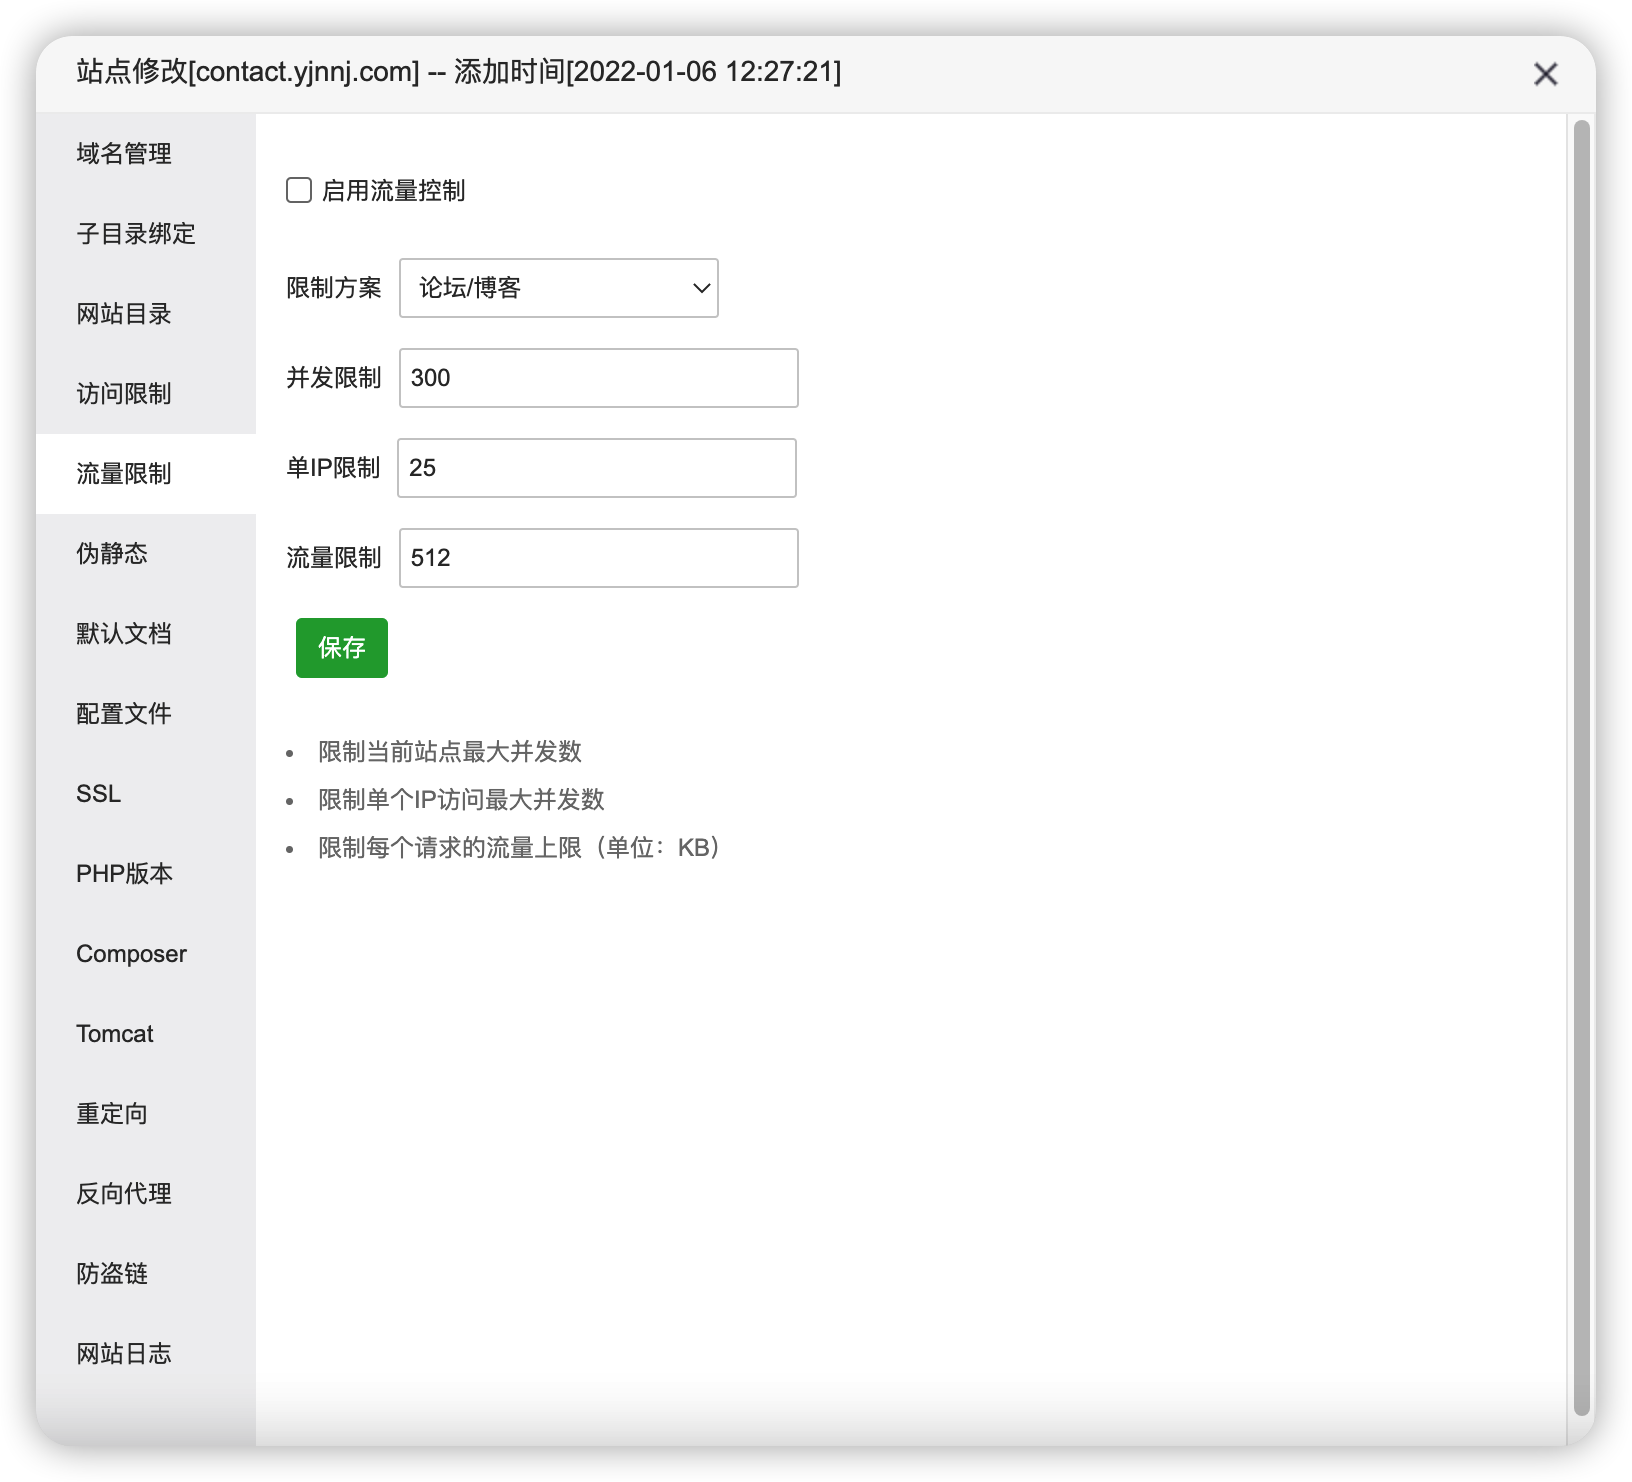 站点修改[contact.yjnnj.com] -- 添加时间[2022-01-06 12:27:21]
域名管理
子目录绑定
网站目录
访问限制
流量限制
伪静态
默认文档
配置文件
SSL
PHP版本
Composer
Tomcat
重定向
反向代理
防盗链
网站日志
启用流量控制
限制方案 论坛/博客
并发限制 300
单IP限制 25
流量限制 512
保存
限制当前站点最大并发数
限制单个IP访问最大并发数
限制每个请求的流量上限（单位：KB）